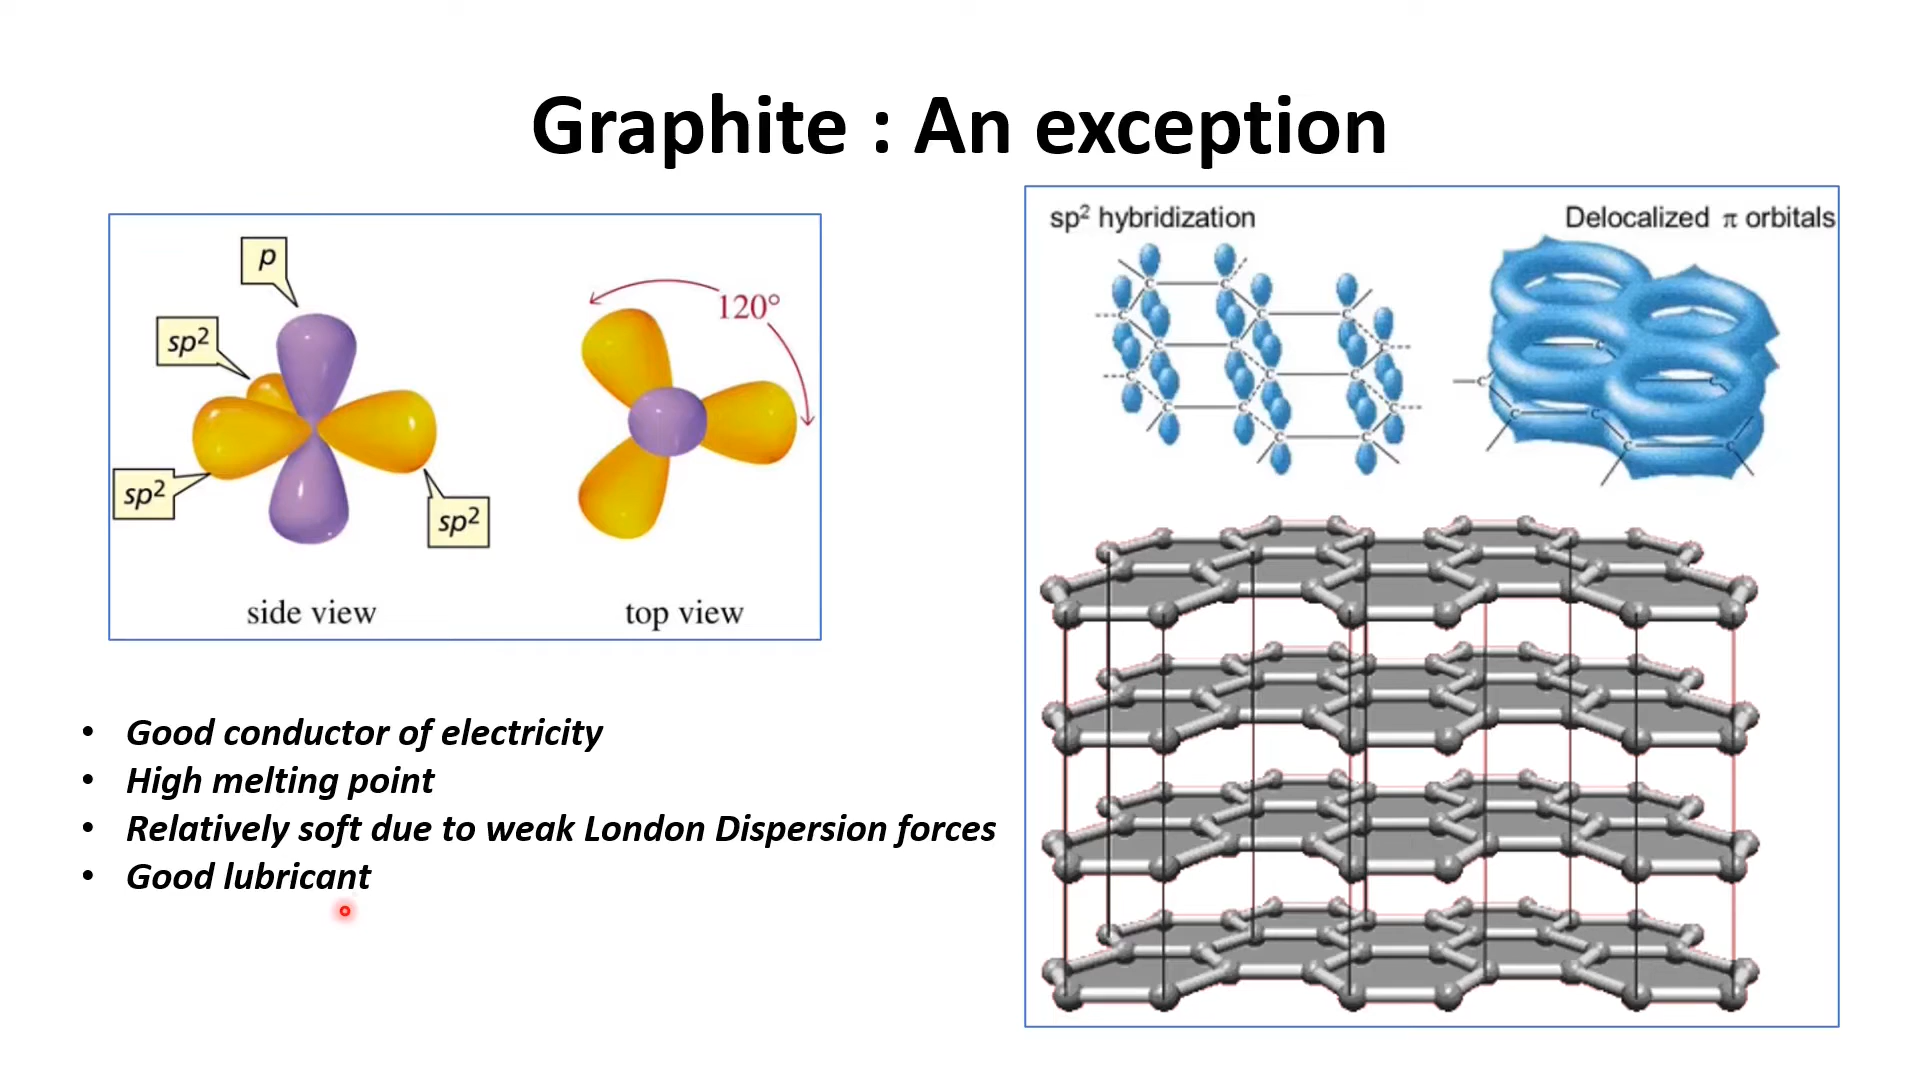 Graphite : An exception
p
sp²
sp²
sp²
120°
side view
top view
sp² hybridization
Delocalized π orbitals
• Good conductor of electricity
• High melting point
• Relatively soft due to weak London Dispersion forces
• Good lubricant